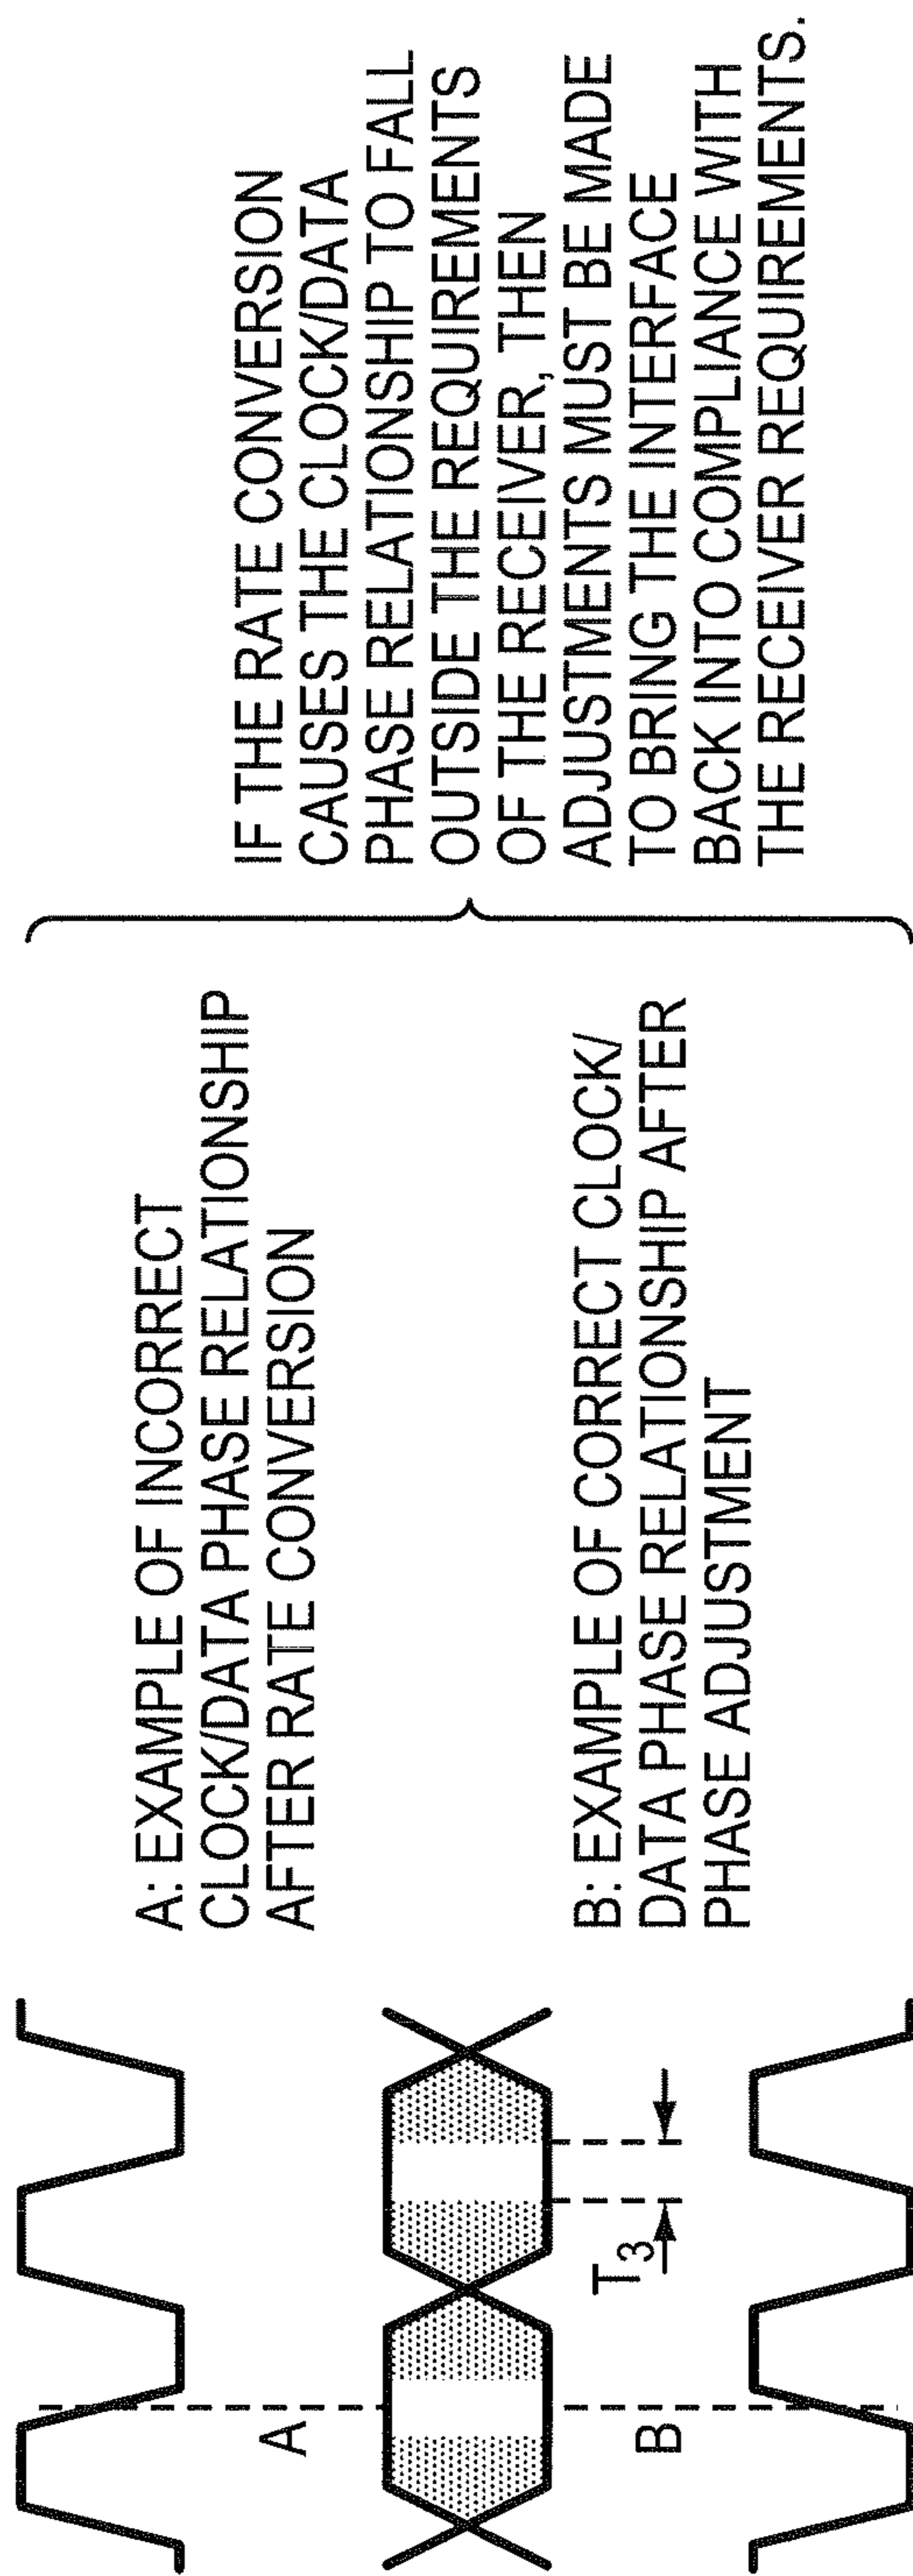 A
B
T3
A: EXAMPLE OF INCORRECT
CLOCK/DATA PHASE RELATIONSHIP
AFTER RATE CONVERSION
B: EXAMPLE OF CORRECT CLOCK/
DATA PHASE RELATIONSHIP AFTER
PHASE ADJUSTMENT
IF THE RATE CONVERSION
CAUSES THE CLOCK/DATA
PHASE RELATIONSHIP TO FALL
OUTSIDE THE REQUIREMENTS
OF THE RECEIVER, THEN
ADJUSTMENTS MUST BE MADE
TO BRING THE INTERFACE
BACK INTO COMPLIANCE WITH
THE RECEIVER REQUIREMENTS.